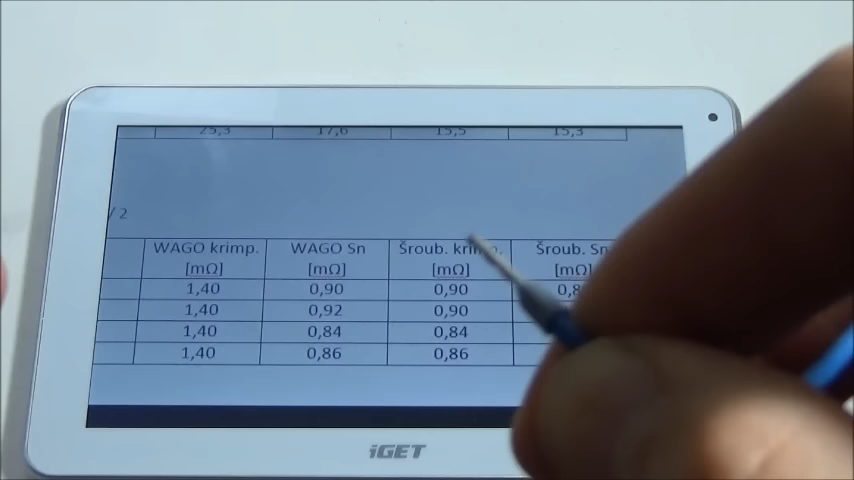 25,3 17,6 15,5 15,3
/ 2
WAGO krimp. WAGO Sn Šroub. krimp. Šroub. Sn
[mΩ] [mΩ] [mΩ] [mΩ]
1,40 0,90 0,90
1,40 0,92 0,90
1,40 0,84 0,84
1,40 0,86 0,86
iGET